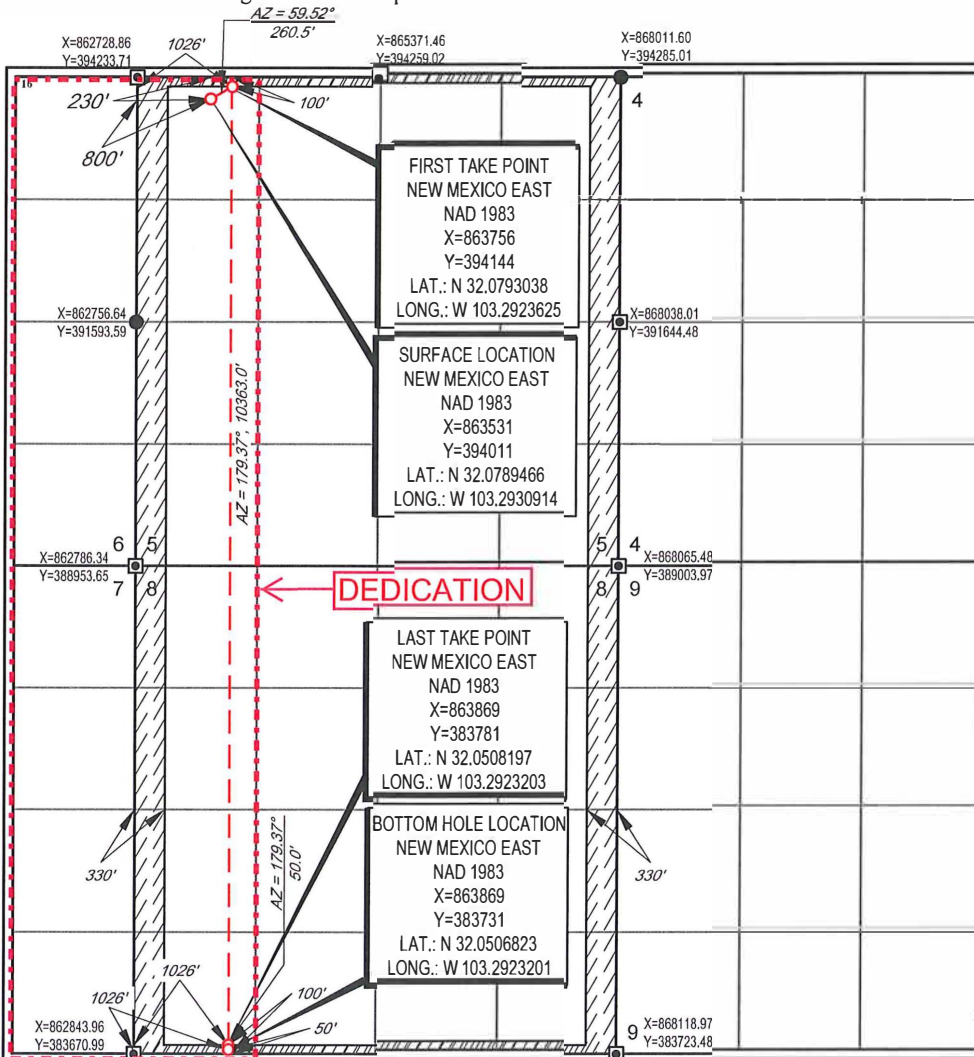 AZ = 59.52°
260.5'
X=862728.86
Y=394233.71
1026'
X=865371.46
Y=394259.02
X=868011.60
Y=394285.01
16
230'
100'
4
800'
FIRST TAKE POINT
NEW MEXICO EAST
NAD 1983
X=863756
Y=394144
LAT.: N 32.0793038
LONG.: W 103.2923625
X=862756.64
Y=391593.59
X=868038.01
Y=391644.48
SURFACE LOCATION
NEW MEXICO EAST
NAD 1983
X=863531
Y=394011
LAT.: N 32.0789466
LONG.: W 103.2930914
AZ = 179.37°, 10363.0'
X=862786.34
Y=388953.65
6 5
7 8
5 4
8 9
X=868065.48
Y=389003.97
DEDICATION
LAST TAKE POINT
NEW MEXICO EAST
NAD 1983
X=863869
Y=383781
LAT.: N 32.0508197
LONG.: W 103.2923203
BOTTOM HOLE LOCATION
NEW MEXICO EAST
NAD 1983
X=863869
Y=383731
LAT.: N 32.0506823
LONG.: W 103.2923201
AZ = 179.37°
50.0'
330'
330'
1026'
1026'
100'
50'
X=862843.96
Y=383670.99
9
X=868118.97
Y=383723.48